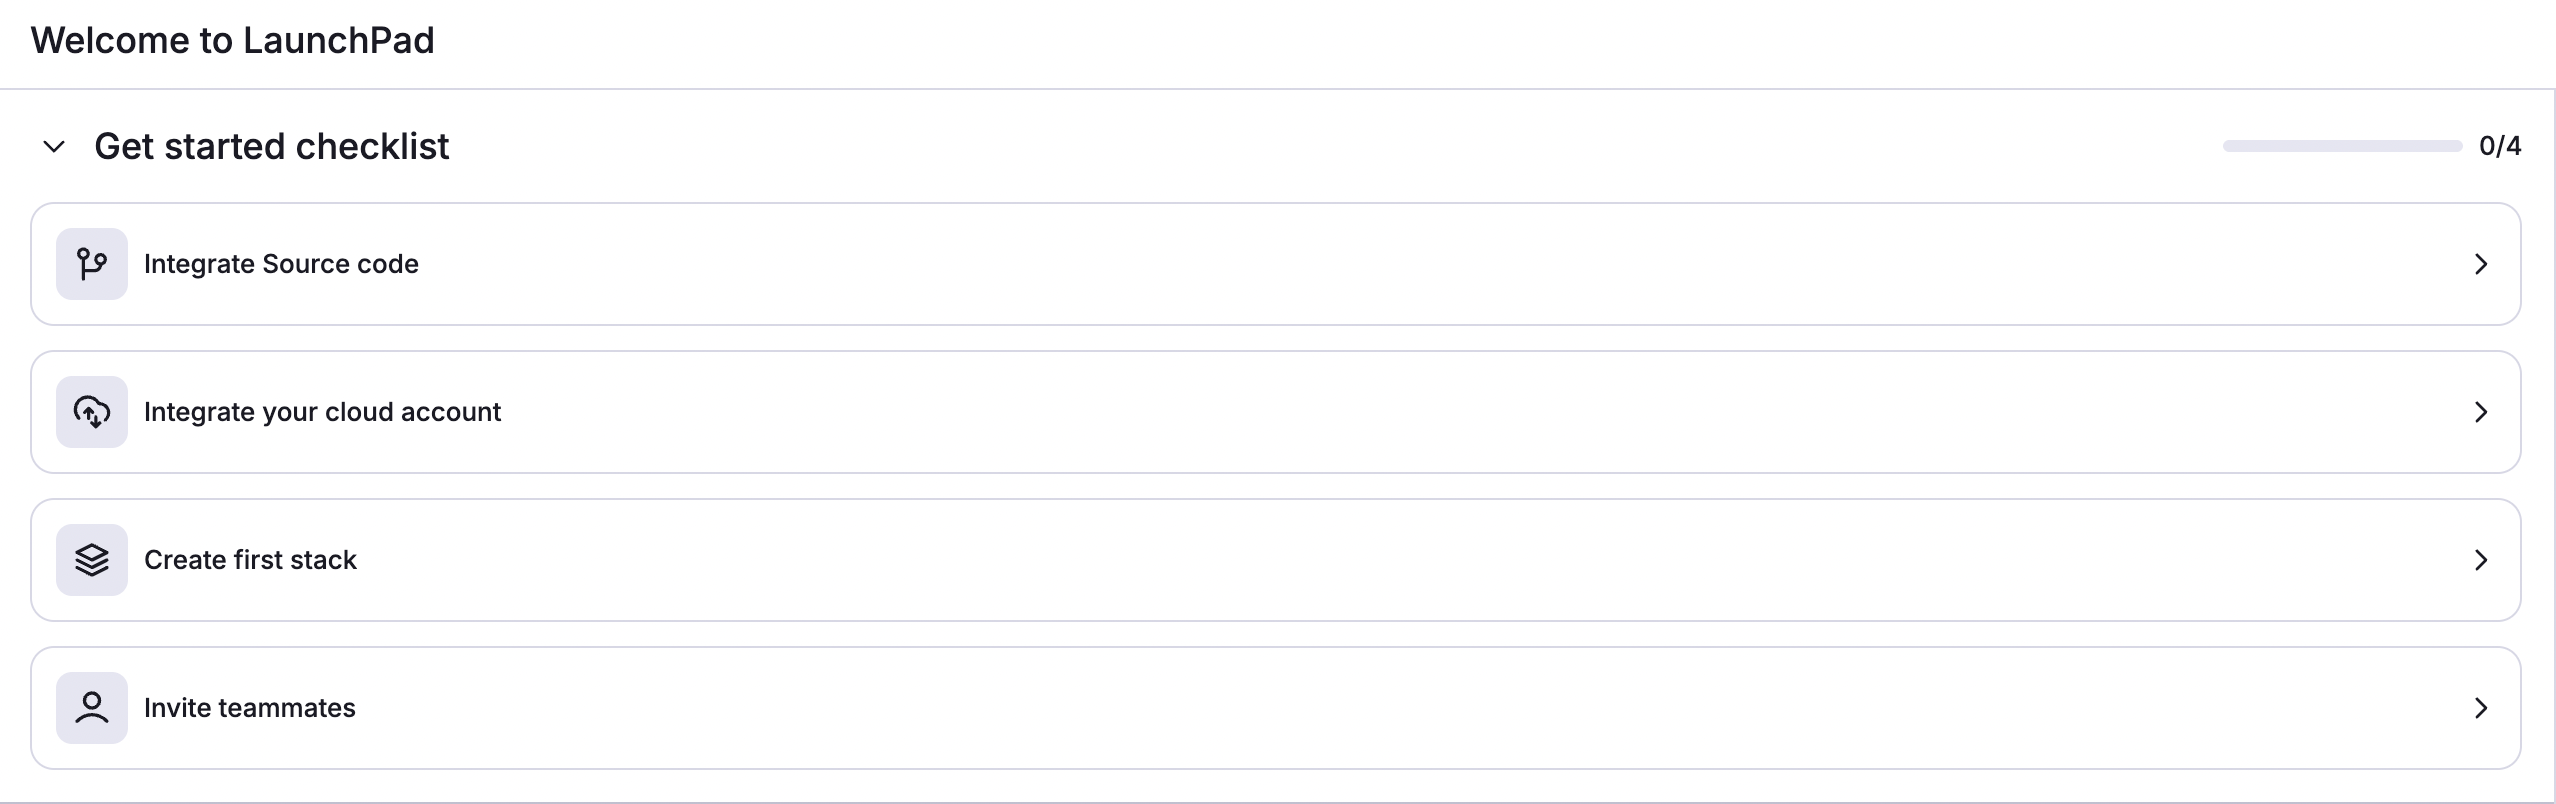 Welcome to LaunchPad
Get started checklist
0/4
Integrate Source code
Integrate your cloud account
Create first stack
Invite teammates